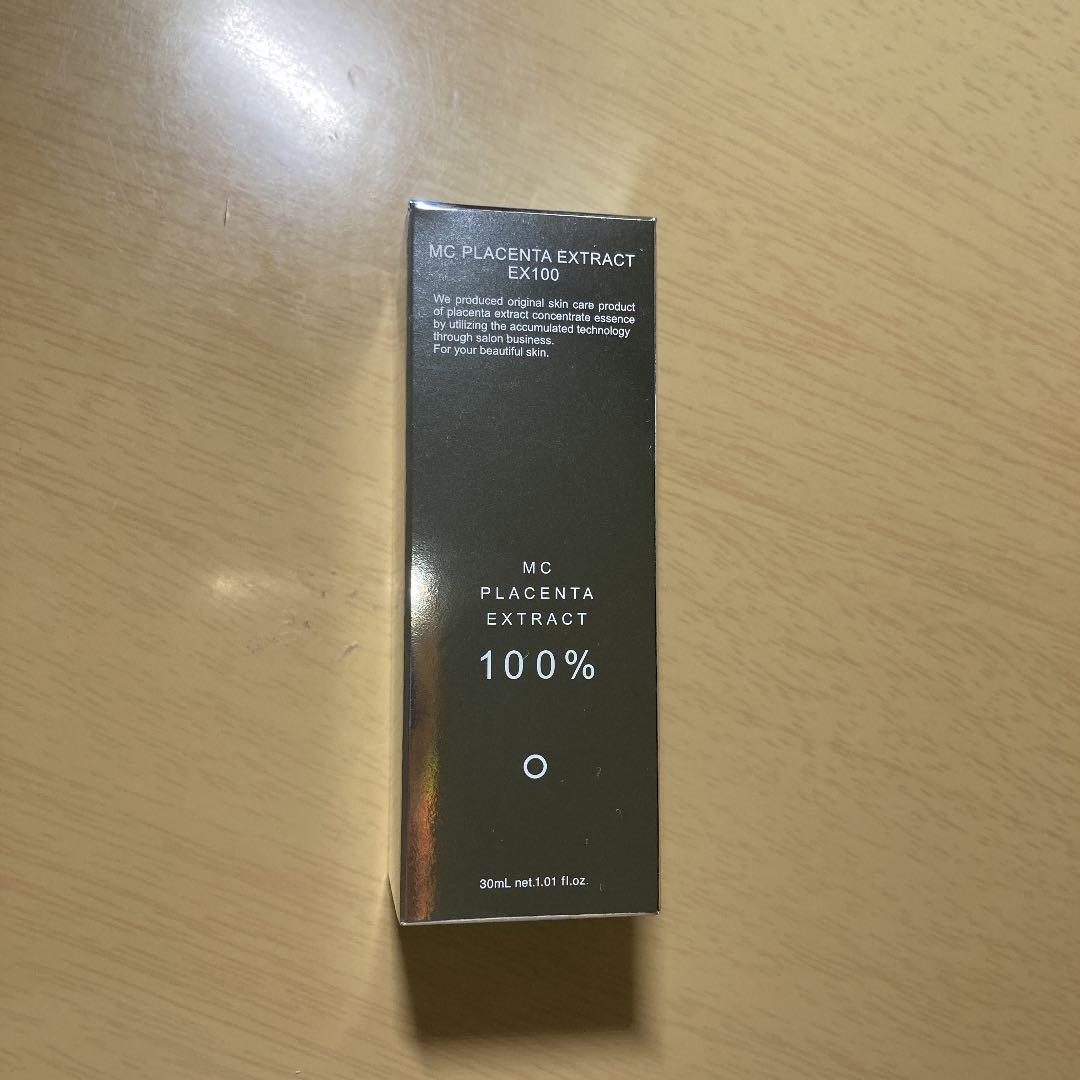 MC PLACENTA EXTRACT
EX100
We produced original skin care product
of placenta extract concentrate essence
by utilizing the accumulated technology
through salon business.
For your beautiful skin.
MC
PLACENTA
EXTRACT
100%
30mL net.1.01 fl.oz.